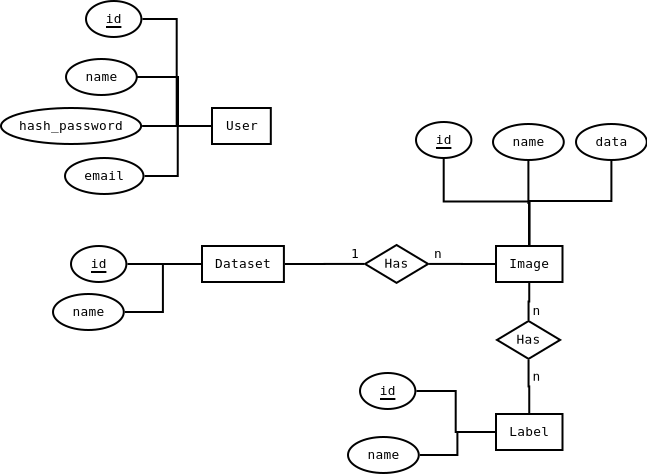 id
name
hash_password
User
email
id
name
data
id
Dataset
1
Has
n
Image
name
n
Has
n
id
Label
name